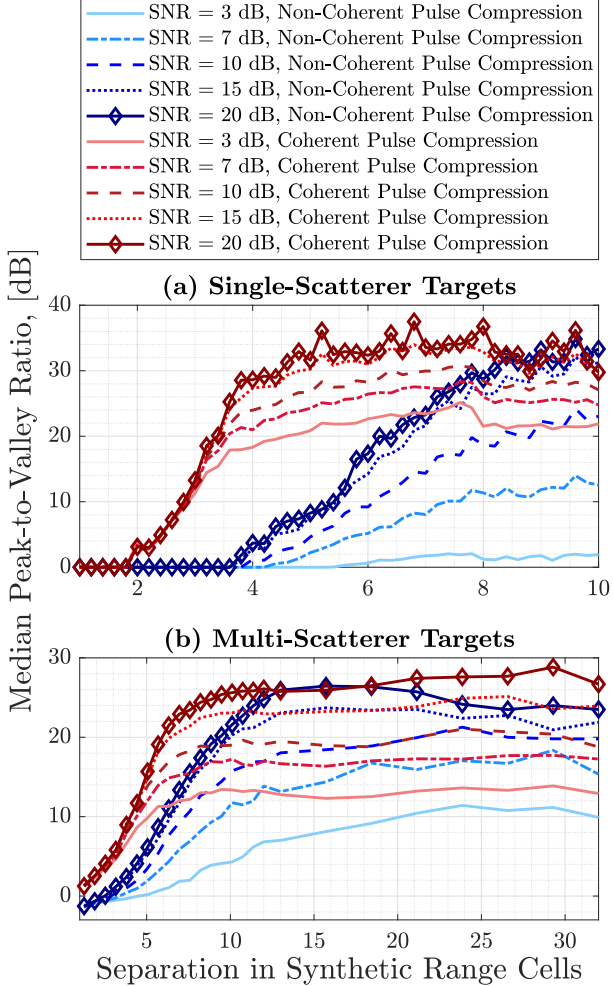 SNR = 3 dB, Non-Coherent Pulse Compression
SNR = 7 dB, Non-Coherent Pulse Compression
SNR = 10 dB, Non-Coherent Pulse Compression
SNR = 15 dB, Non-Coherent Pulse Compression
SNR = 20 dB, Non-Coherent Pulse Compression
SNR = 3 dB, Coherent Pulse Compression
SNR = 7 dB, Coherent Pulse Compression
SNR = 10 dB, Coherent Pulse Compression
SNR = 15 dB, Coherent Pulse Compression
SNR = 20 dB, Coherent Pulse Compression
Median Peak-to-Valley Ratio, [dB]
(a) Single-Scatterer Targets
40
30
20
10
0
2 4 6 8 10
(b) Multi-Scatterer Targets
30
20
10
0
5 10 15 20 25 30
Separation in Synthetic Range Cells